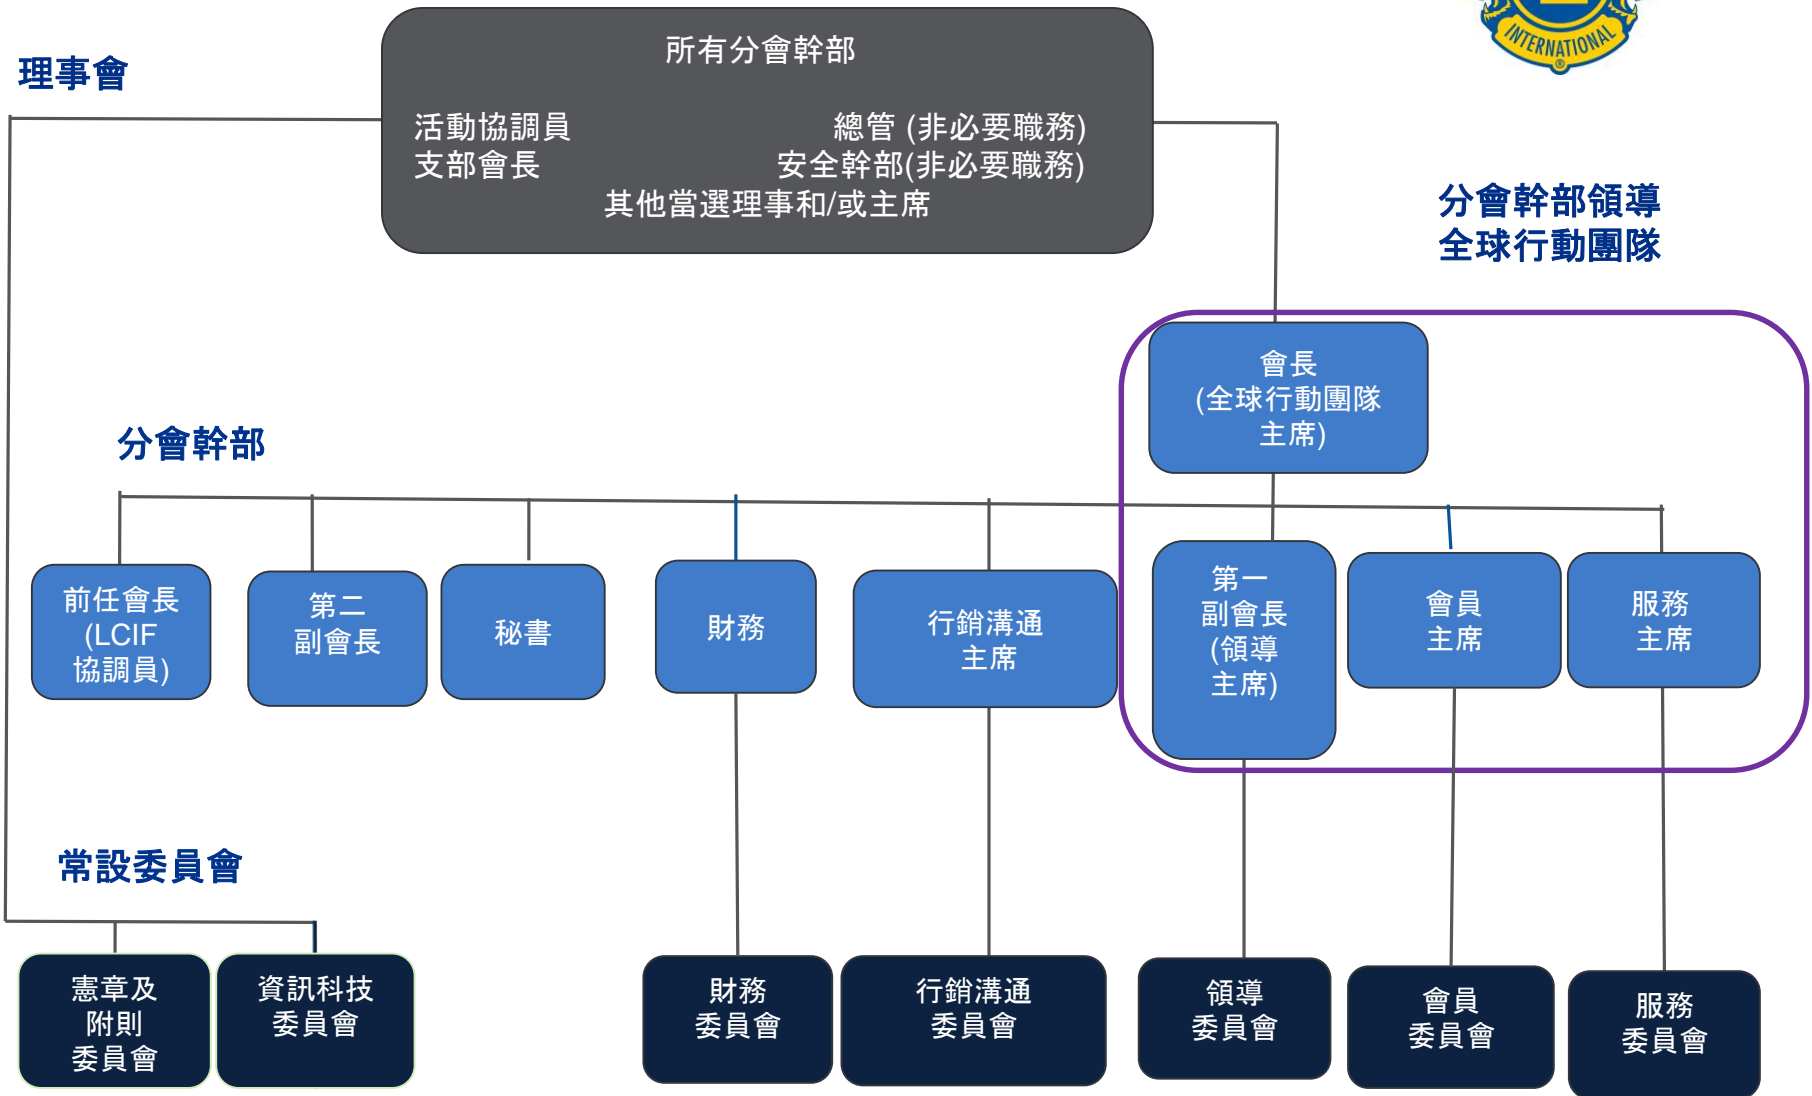 INTERNATIONAL
®
理事會
所有分會幹部
活動協調員 總管 (非必要職務)
支部會長 安全幹部(非必要職務)
其他當選理事和/或主席
分會幹部領導
全球行動團隊
會長
(全球行動團隊
主席)
分會幹部
前任會長
(LCIF
協調員)
第二
副會長
秘書
財務
行銷溝通
主席
第一
副會長
(領導
主席)
會員
主席
服務
主席
常設委員會
憲章及
附則
委員會
資訊科技
委員會
財務
委員會
行銷溝通
委員會
領導
委員會
會員
委員會
服務
委員會